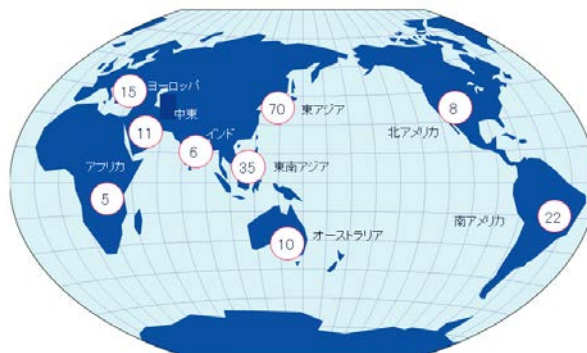 15
ヨーロッパ
中東
11
インド
6
アフリカ
5
70
東アジア
35
東南アジア
10
オーストラリア
8
北アメリカ
南アメリカ
22